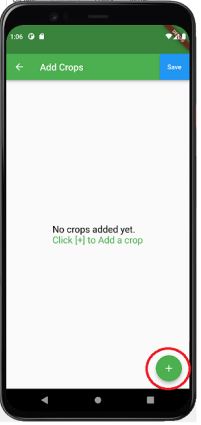 1:06
Add Crops
Save
No crops added yet.
Click [+] to Add a crop
+